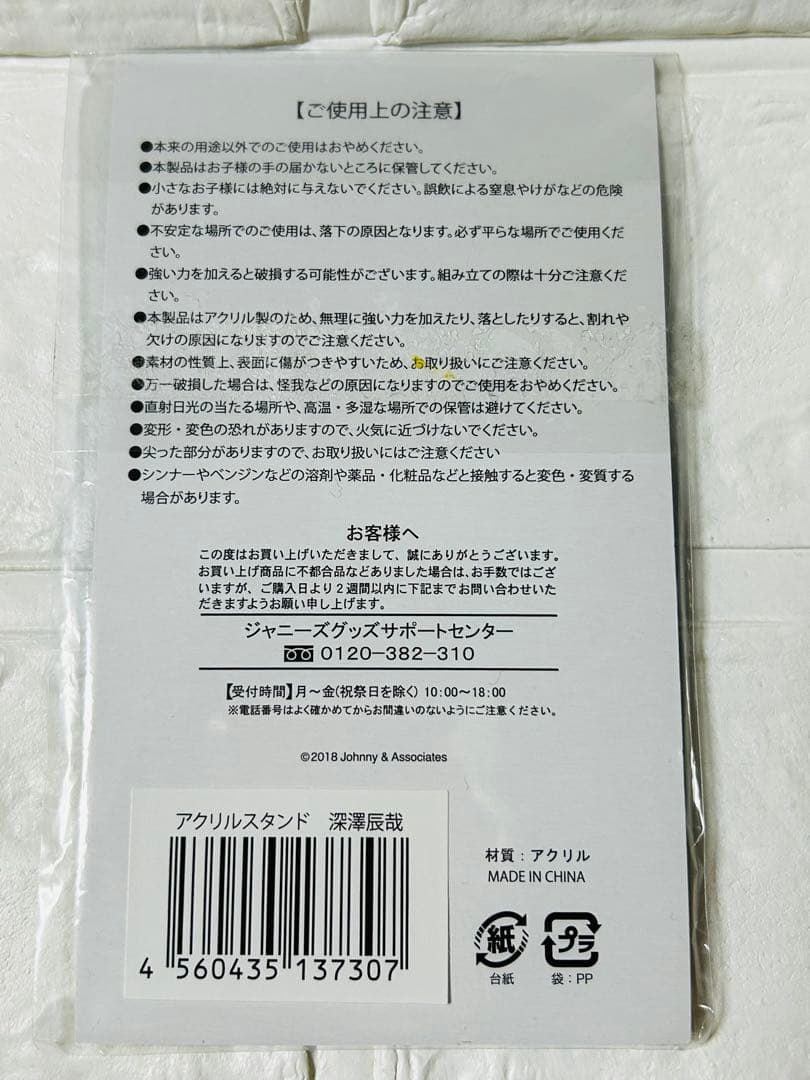 【ご使用上の注意】
●本来の用途以外でのご使用はおやめください。
●本製品はお子様の手の届かないところに保管してください。
●小さなお子様には絶対に与えないでください。誤飲による窒息やけがなどの危険
があります。
●不安定な場所でのご使用は、落下の原因となります。必ず平らな場所でご使用くだ
さい。
●強い力を加えると破損する可能性がございます。組み立ての際は十分ご注意くだ
さい。
●本製品はアクリル製のため、無理に強い力を加えたり、落としたりすると、割れや
欠けの原因になりますのでご注意ください。
●素材の性質上、表面に傷がつきやすいため、お取り扱いにご注意ください。
●万一破損した場合は、怪我などの原因になりますのでご使用をおやめください。
●直射日光の当たる場所や、高温・多湿な場所での保管は避けてください。
●変形・変色の恐れがありますので、火気に近づけないでください。
●尖った部分がありますので、お取り扱いにはご注意ください
●シンナーやベンジンなどの溶剤や薬品・化粧品などと接触すると変色・変質する
場合があります。
お客様へ
この度はお買い上げいただきまして、誠にありがとうございます。
お買い上げ商品に不都合品などありました場合は、お手数ではござ
いますが、ご購入日より2週間以内に下記までお問い合わせいた
だきますようお願い申し上げます。
ジャニーズグッズサポートセンター
0120-382-310
【受付時間】月〜金(祝祭日を除く) 10:00〜18:00
※電話番号はよく確かめてからお間違いのないようにご注意ください。
©2018 Johnny & Associates
アクリルスタンド 深澤辰哉
4 560435 137307
材質：アクリル
MADE IN CHINA
紙
プラ
台紙
袋：PP